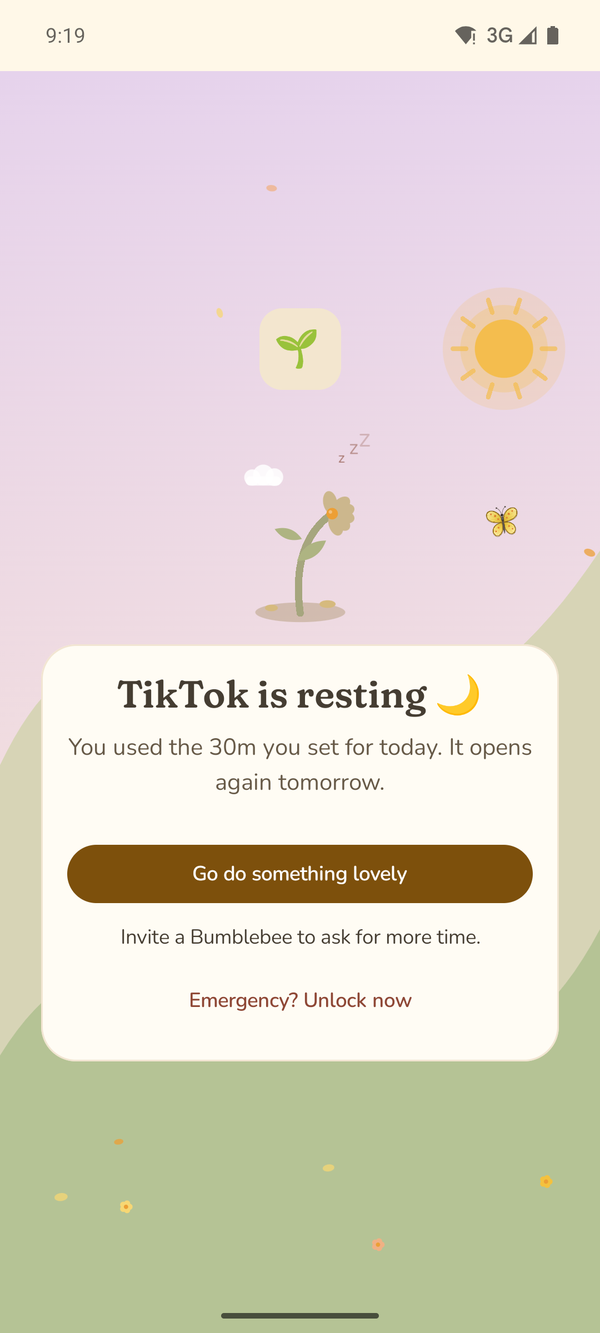 9:19
3G
z z Z
TikTok is resting 🌙
You used the 30m you set for today. It opens
again tomorrow.
Go do something lovely
Invite a Bumblebee to ask for more time.
Emergency? Unlock now